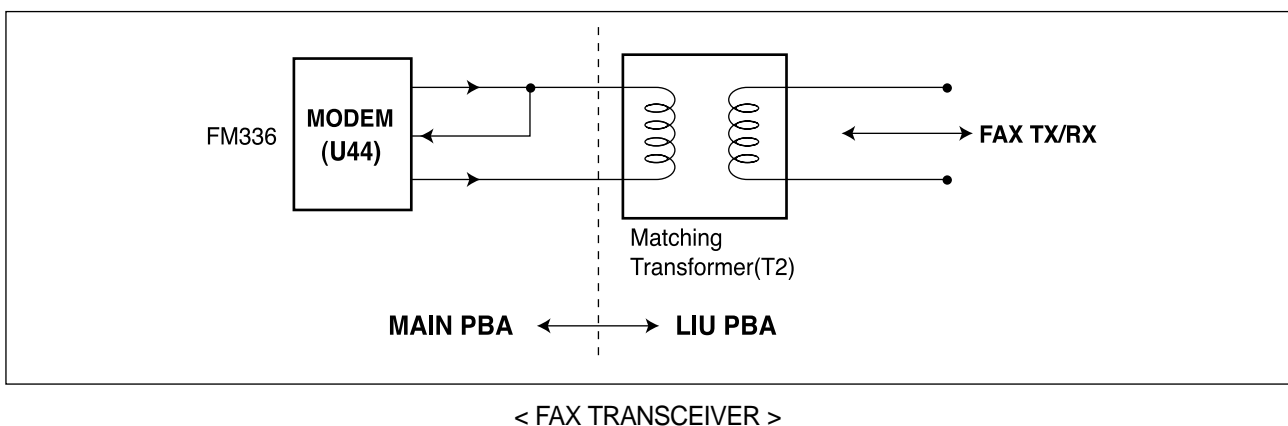 FM336
MODEM
(U44)
FAX TX/RX
Matching
Transformer(T2)
MAIN PBA
LIU PBA
< FAX TRANSCEIVER >